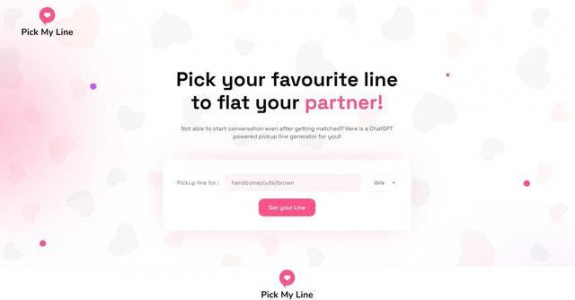 Pick My Line
Pick your favourite line
to flat your partner!
Not able to start conversation even after getting matched? Here is a ChatGPT
powered pickup line generator for you!
Pickup line for : handsome/cute/brown Girls
Get your Line
Pick My Line